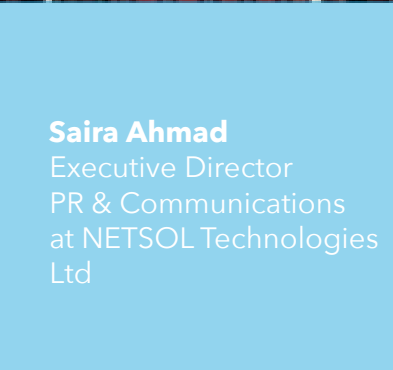 Saira Ahmad
Executive Director
PR & Communications
at NETSOL Technologies
Ltd